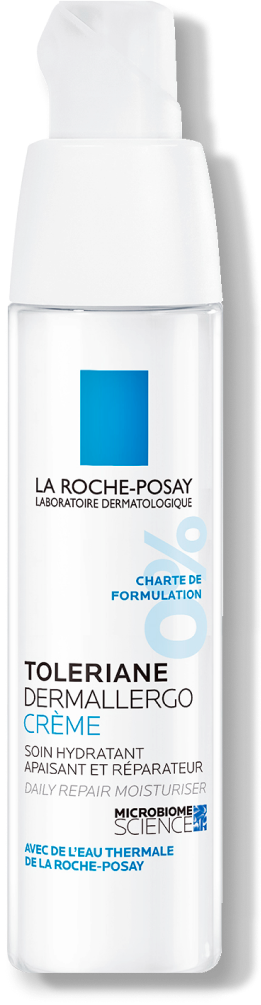 LA ROCHE-POSAY
LABORATOIRE DERMATOLOGIQUE
0%
CHARTE DE
FORMULATION
TOLERIANE
DERMALLERGO
CRÈME
SOIN HYDRATANT
APAISANT ET RÉPARATEUR
DAILY REPAIR MOISTURISER
MICROBIOME
SCIENCE
AVEC DE L'EAU THERMALE
DE LA ROCHE-POSAY